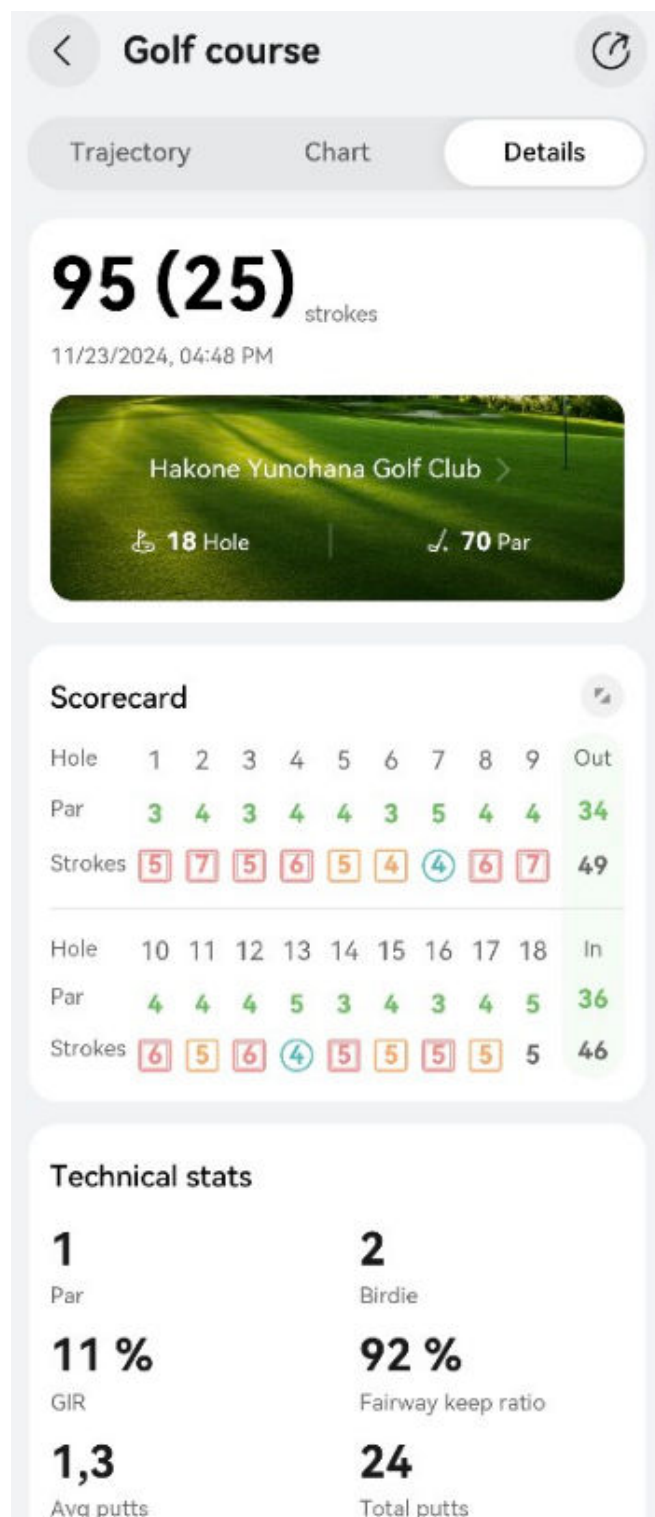 Golf course
Trajectory Chart Details
95 (25) strokes
11/23/2024, 04:48 PM
Hakone Yunohana Golf Club
18 Hole 70 Par
Scorecard
Hole 1 2 3 4 5 6 7 8 9 Out
Par 3 4 3 4 4 3 5 4 4 34
Strokes 5 7 5 6 5 4 4 6 7 49
Hole 10 11 12 13 14 15 16 17 18 In
Par 4 4 4 5 3 4 3 4 5 36
Strokes 6 5 6 4 5 5 5 5 5 46
Technical stats
1 2
Par Birdie
11 % 92 %
GIR Fairway keep ratio
1,3 24
Avg putts Total putts